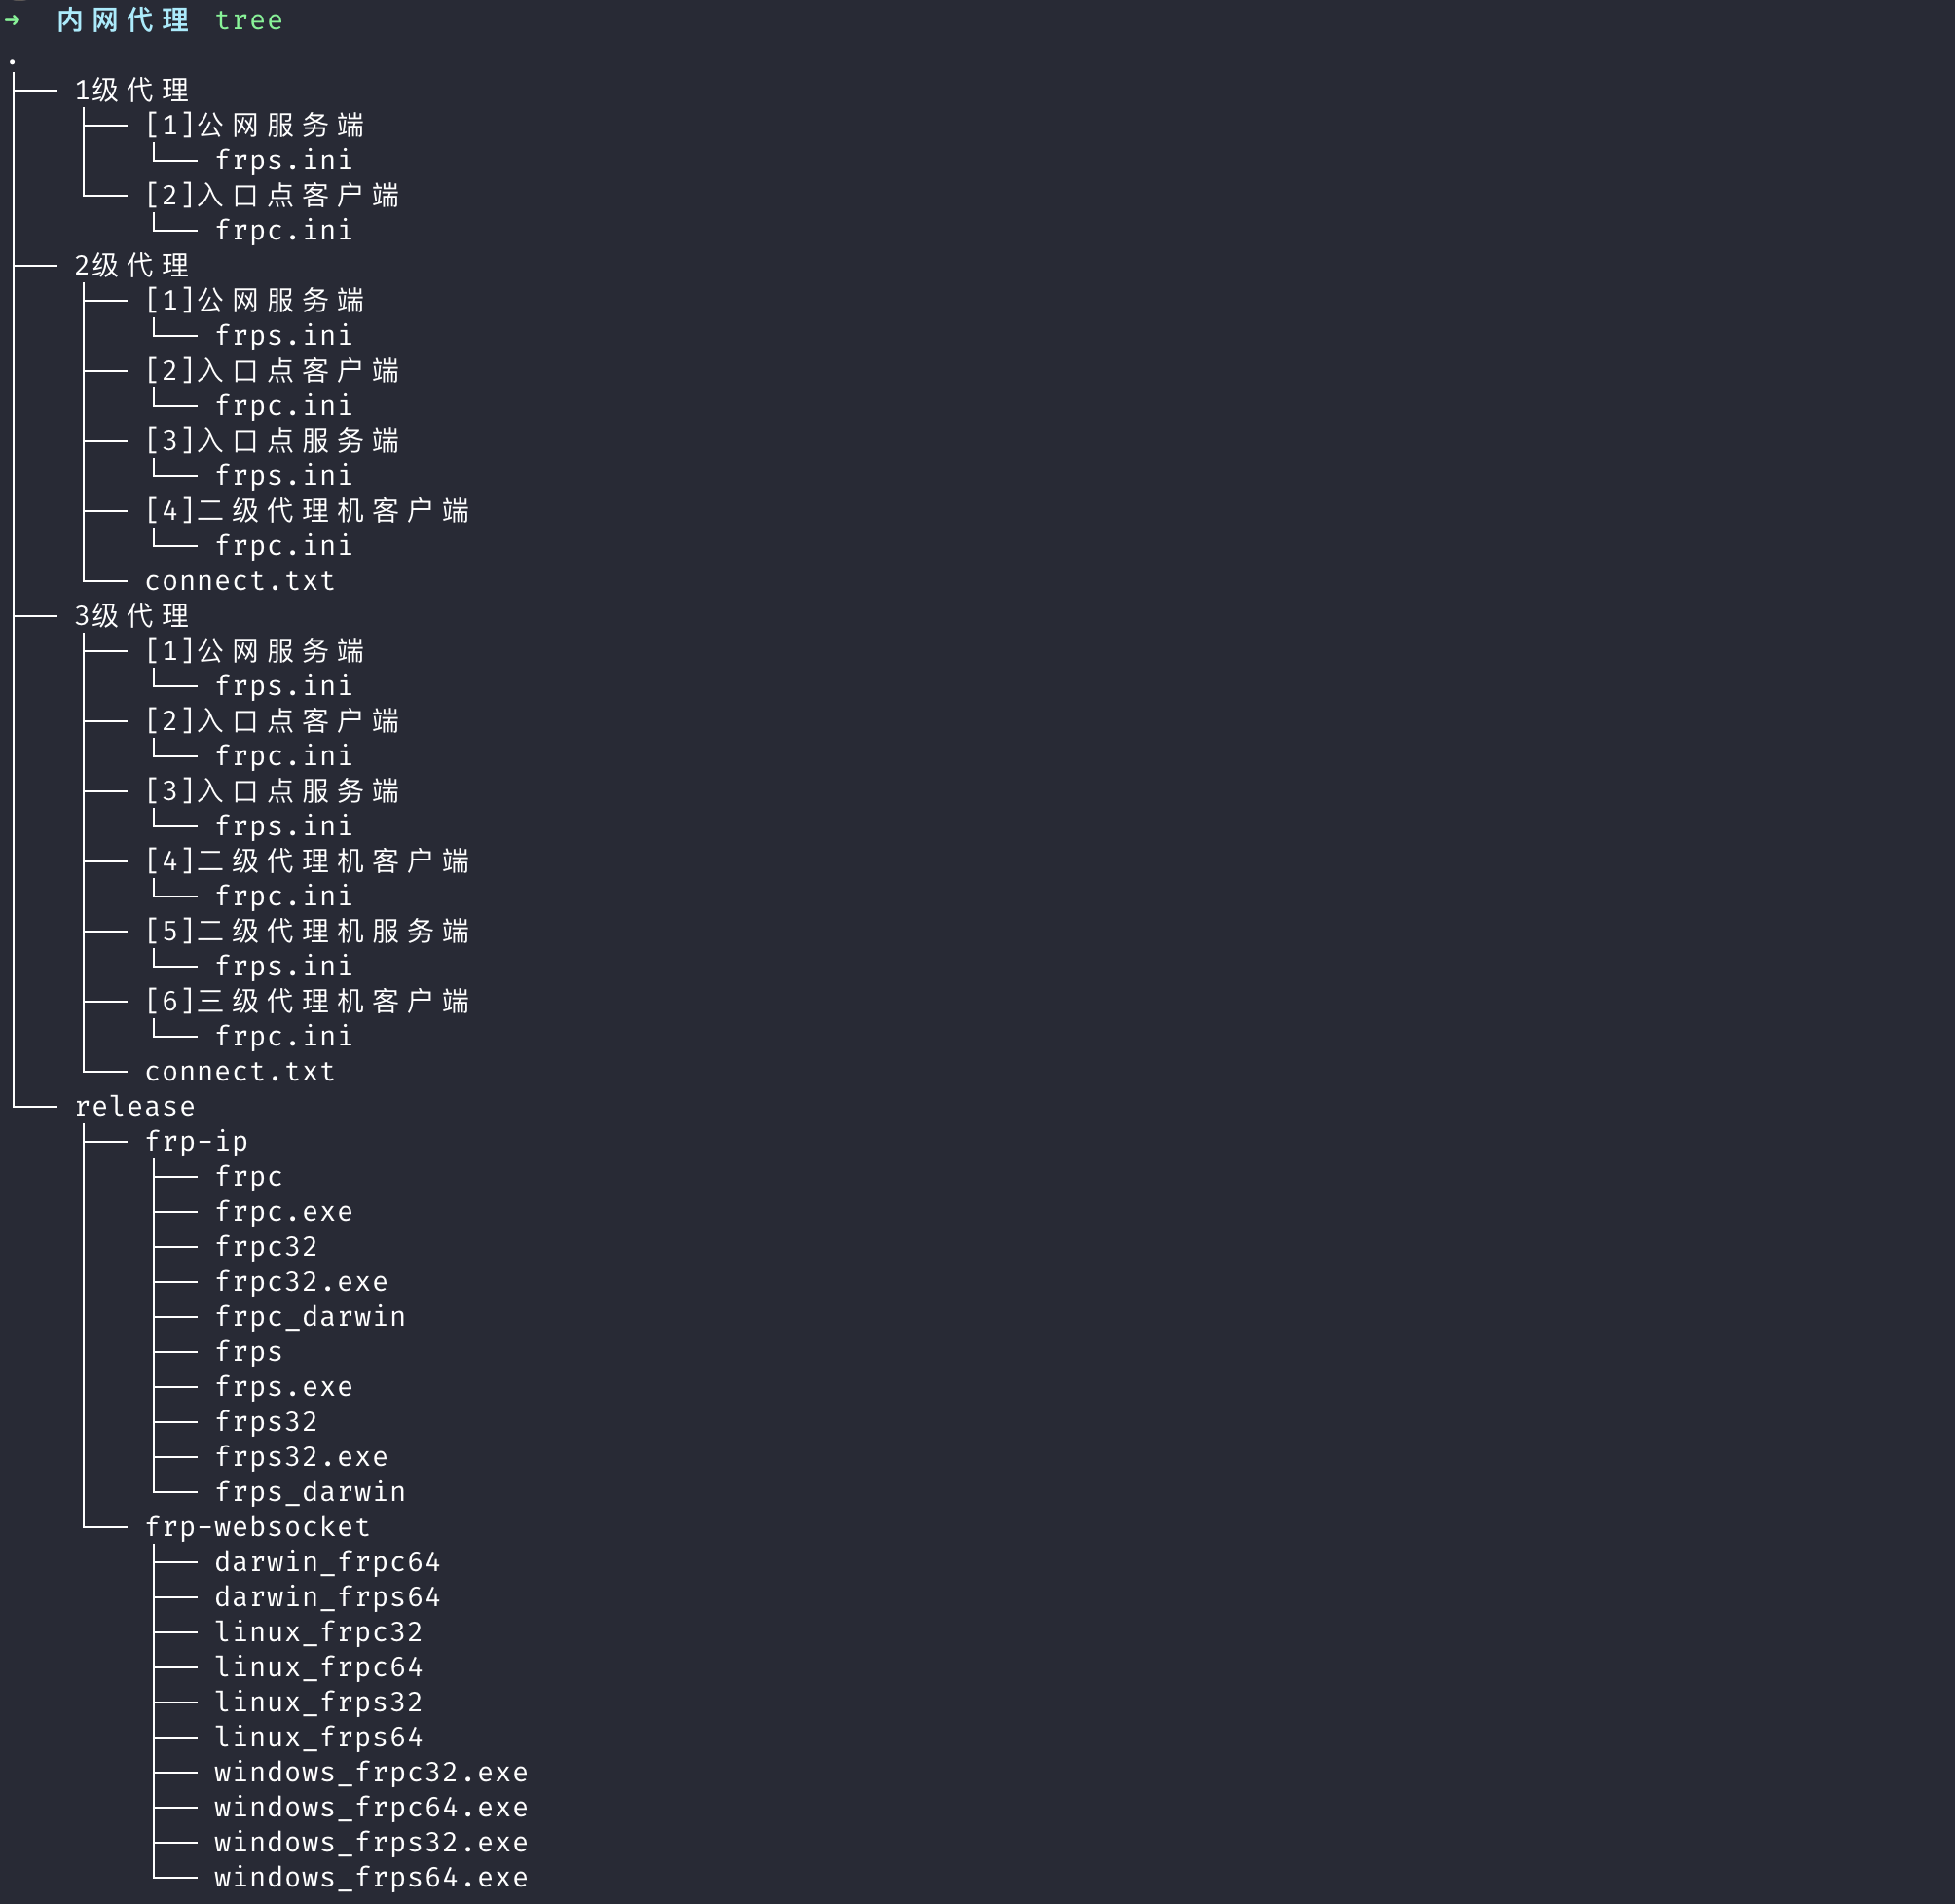 ➜ 内网代理 tree
.
├── 1级代理
│   ├── [1]公网服务端
│   │   └── frps.ini
│   └── [2]入口点客户端
│       └── frpc.ini
├── 2级代理
│   ├── [1]公网服务端
│   │   └── frps.ini
│   ├── [2]入口点客户端
│   │   └── frpc.ini
│   ├── [3]入口点服务端
│   │   └── frps.ini
│   ├── [4]二级代理机客户端
│   │   └── frpc.ini
│   └── connect.txt
├── 3级代理
│   ├── [1]公网服务端
│   │   └── frps.ini
│   ├── [2]入口点客户端
│   │   └── frpc.ini
│   ├── [3]入口点服务端
│   │   └── frps.ini
│   ├── [4]二级代理机客户端
│   │   └── frpc.ini
│   ├── [5]二级代理机服务端
│   │   └── frps.ini
│   ├── [6]三级代理机客户端
│   │   └── frpc.ini
│   └── connect.txt
└── release
    ├── frp-ip
    │   ├── frpc
    │   ├── frpc.exe
    │   ├── frpc32
    │   ├── frpc32.exe
    │   ├── frpc_darwin
    │   ├── frps
    │   ├── frps.exe
    │   ├── frps32
    │   ├── frps32.exe
    │   └── frps_darwin
    └── frp-websocket
        ├── darwin_frpc64
        ├── darwin_frps64
        ├── linux_frpc32
        ├── linux_frpc64
        ├── linux_frps32
        ├── linux_frps64
        ├── windows_frpc32.exe
        ├── windows_frpc64.exe
        ├── windows_frps32.exe
        └── windows_frps64.exe